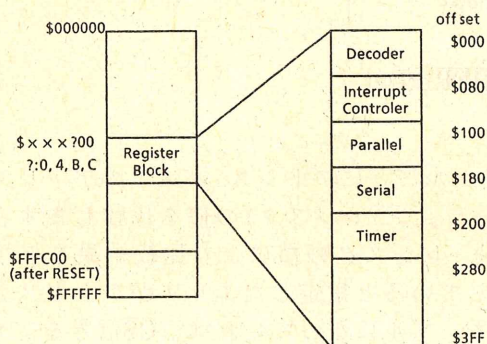 $000000
$×××?00
?:0, 4, B, C
Register
Block
$FFFC00
(after RESET)
$FFFFFF
off set
$000
Decoder
$080
Interrupt
Controler
$100
Parallel
$180
Serial
$200
Timer
$280
$3FF